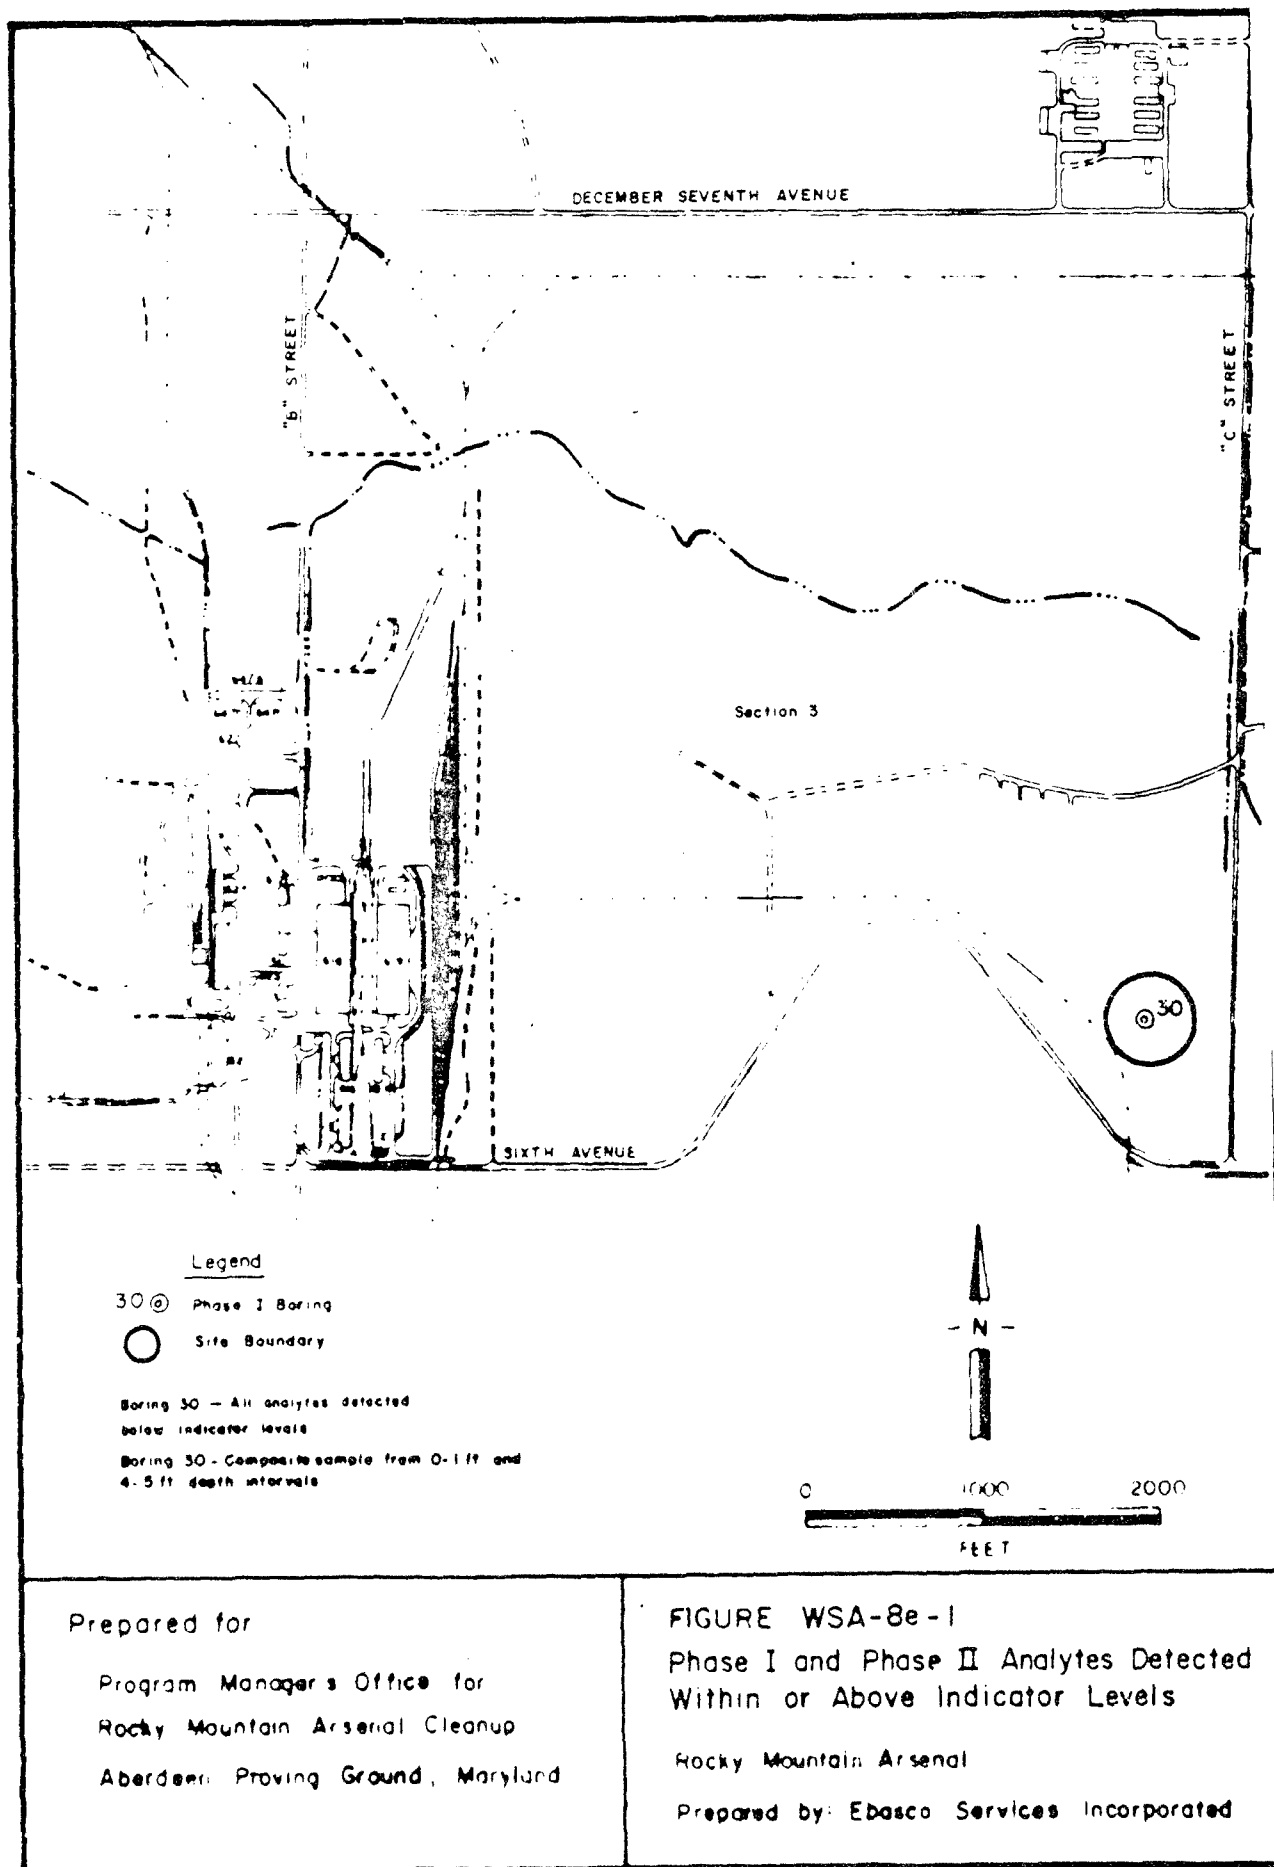 DECEMBER SEVENTH AVENUE
"B" STREET
"C" STREET
Section 3
30
SIXTH AVENUE
Legend
30 Phase I Boring
Site Boundary
Boring 30 - All analytes detected
below indicator levels
Boring 30 - Composite sample from 0-1 ft and
4-5 ft depth intervals
- N -
0 1000 2000
FEET
Prepared for
Program Manager's Office for
Rocky Mountain Arsenal Cleanup
Aberdeen Proving Ground, Maryland
FIGURE WSA-8e-1
Phase I and Phase II Analytes Detected
Within or Above Indicator Levels
Rocky Mountain Arsenal
Prepared by: Ebasco Services Incorporated